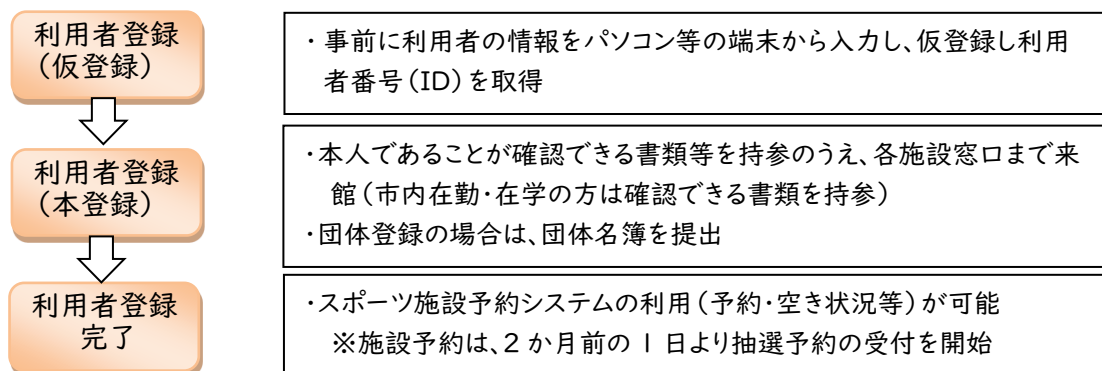 利用者登録
（仮登録）
・事前に利用者の情報をパソコン等の端末から入力し、仮登録し利用
者番号（ID）を取得
利用者登録
（本登録）
・本人であることが確認できる書類等を持参のうえ、各施設窓口まで来
館（市内在勤・在学の方は確認できる書類を持参）
・団体登録の場合は、団体名簿を提出
利用者登録
完了
・スポーツ施設予約システムの利用（予約・空き状況等）が可能
※施設予約は、2か月前の1日より抽選予約の受付を開始